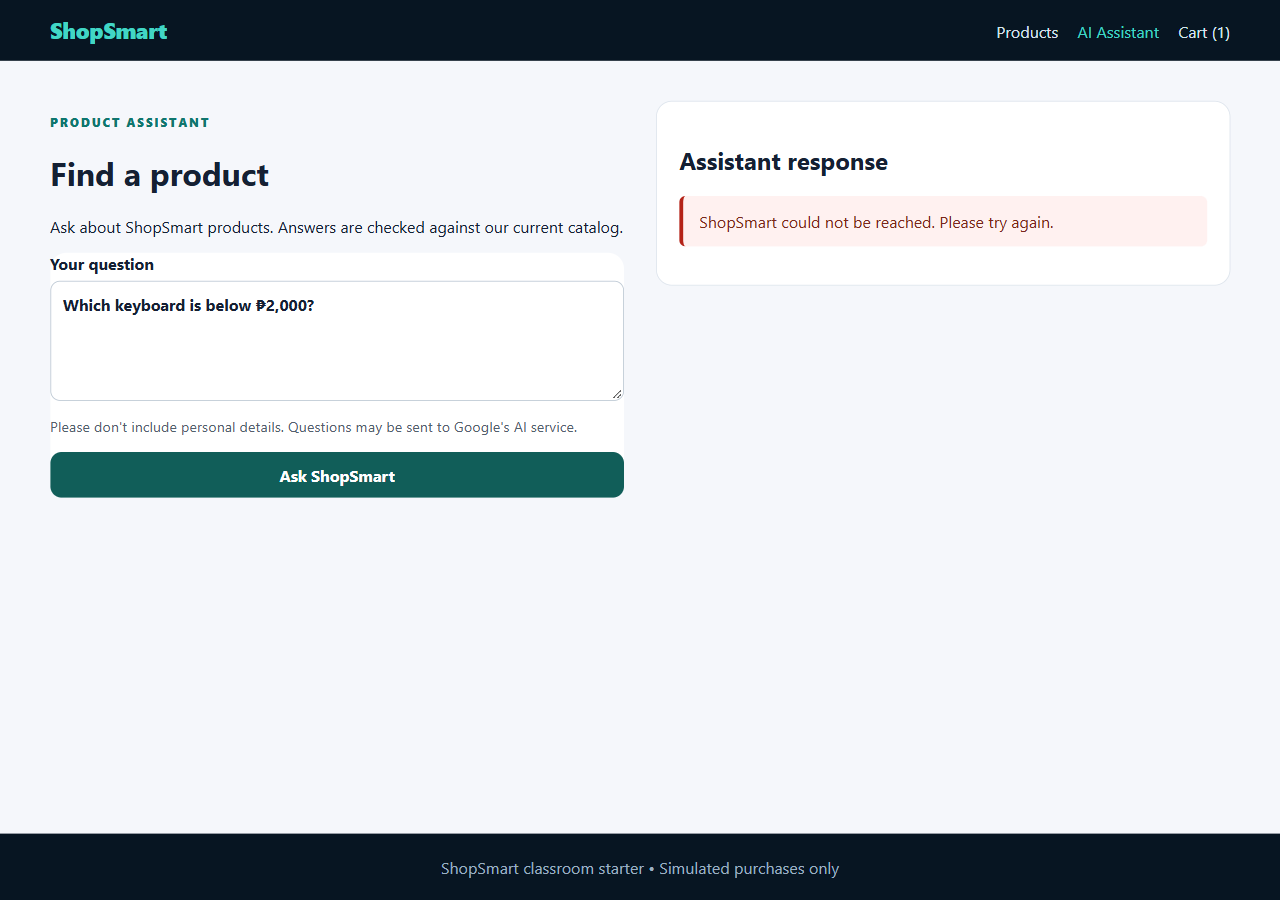 ShopSmart
Products AI Assistant Cart (1)
PRODUCT ASSISTANT
Find a product
Ask about ShopSmart products. Answers are checked against our current catalog.
Your question
Which keyboard is below ₱2,000?
Please don't include personal details. Questions may be sent to Google's AI service.
Ask ShopSmart
Assistant response
ShopSmart could not be reached. Please try again.
ShopSmart classroom starter • Simulated purchases only